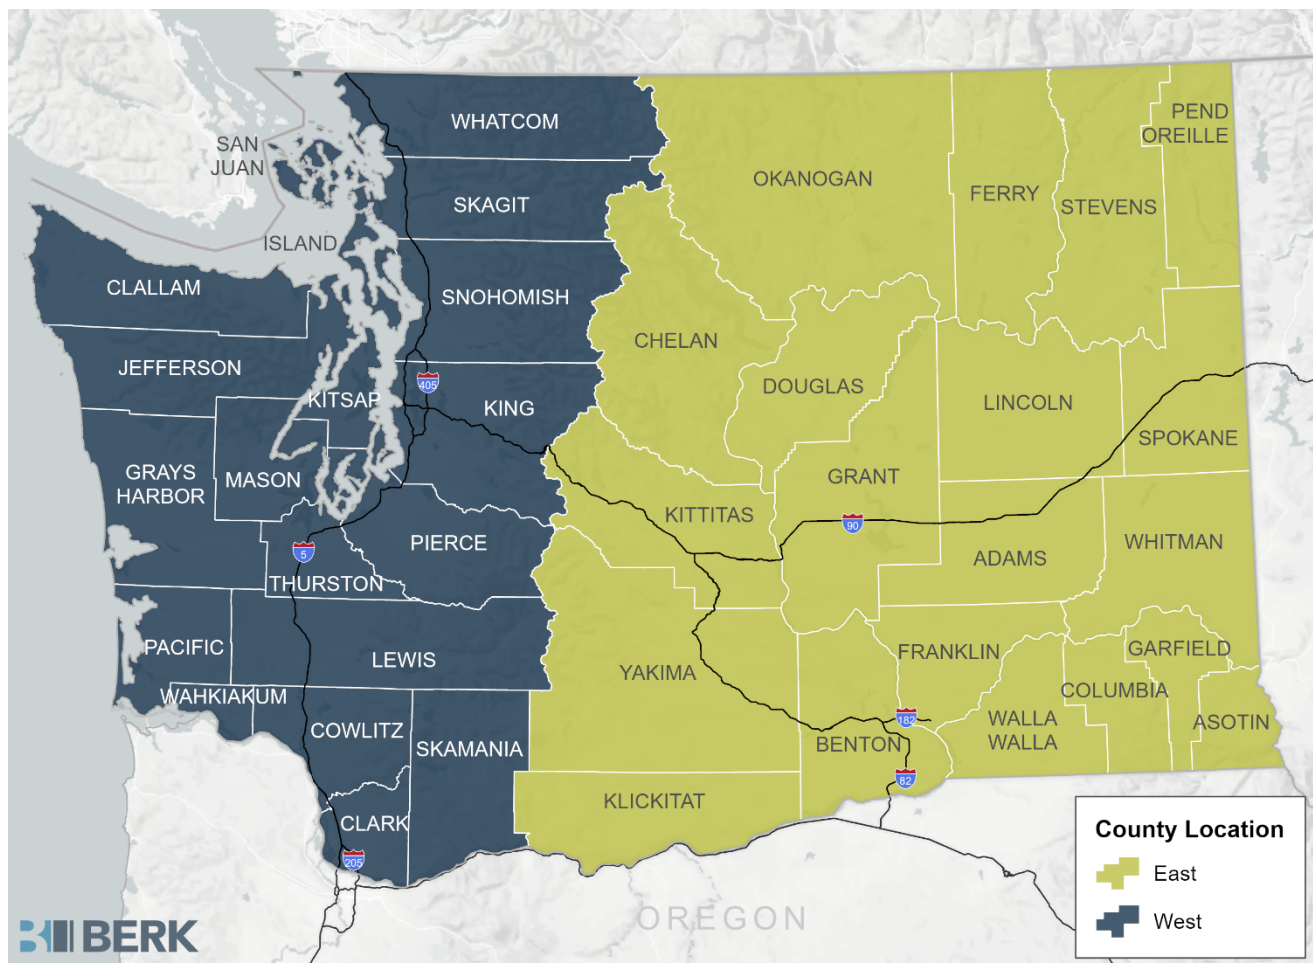 WHATCOM
PEND
OREILLE
SAN
JUAN
OKANOGAN
FERRY
STEVENS
SKAGIT
ISLAND
CLALLAM
SNOHOMISH
CHELAN
JEFFERSON
DOUGLAS
405
KITSAP
KING
LINCOLN
SPOKANE
GRAYS
HARBOR
MASON
GRANT
KITTITAS
90
PIERCE
5
ADAMS
WHITMAN
THURSTON
PACIFIC
LEWIS
YAKIMA
FRANKLIN
GARFIELD
WAHKIAKUM
COLUMBIA
COWLITZ
SKAMANIA
182
WALLA
WALLA
ASOTIN
BENTON
82
KLICKITAT
CLARK
205
County Location
East
West
OREGON
BERK